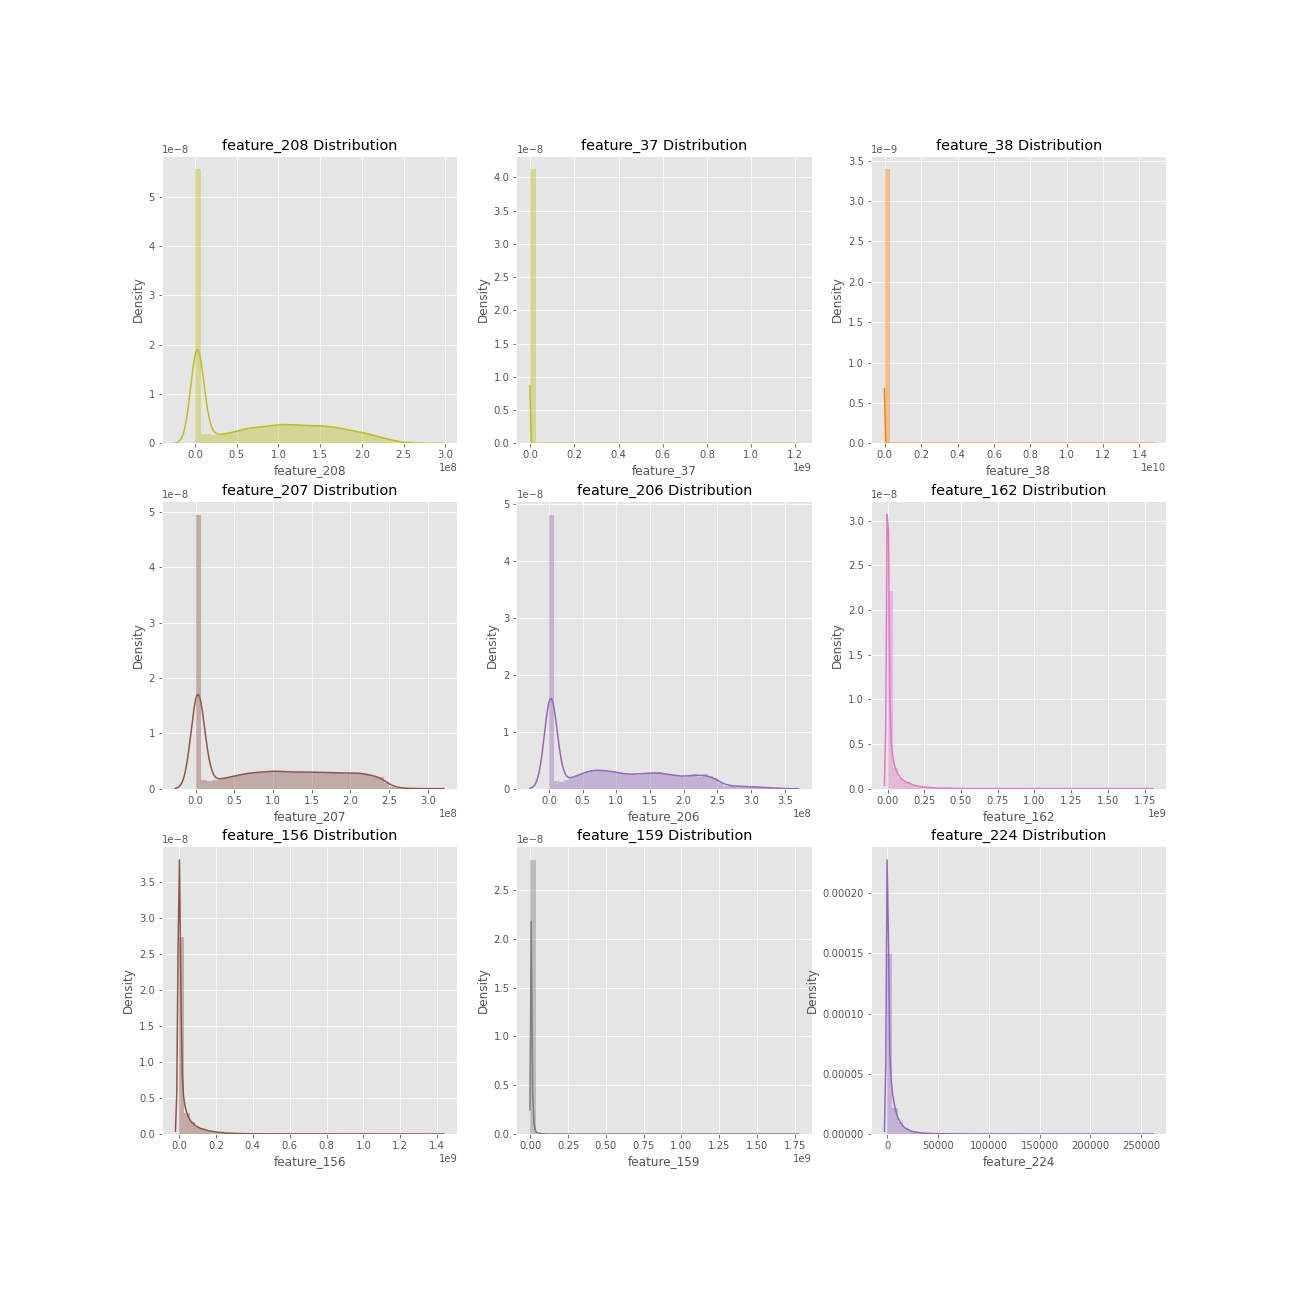 feature_208 Distribution
1e−8
5
4
3
2
1
0
Density
0.0 0.5 1.0 1.5 2.0 2.5 3.0
1e8
feature_208
feature_37 Distribution
1e−8
4.0
3.5
3.0
2.5
2.0
1.5
1.0
0.5
0.0
Density
0.0 0.2 0.4 0.6 0.8 1.0 1.2
1e9
feature_37
feature_38 Distribution
1e−9
3.5
3.0
2.5
2.0
1.5
1.0
0.5
0.0
Density
0.0 0.2 0.4 0.6 0.8 1.0 1.2 1.4
1e10
feature_38
feature_207 Distribution
1e−8
5
4
3
2
1
0
Density
0.0 0.5 1.0 1.5 2.0 2.5 3.0
1e8
feature_207
feature_206 Distribution
1e−8
5
4
3
2
1
0
Density
0.0 0.5 1.0 1.5 2.0 2.5 3.0 3.5
1e8
feature_206
feature_162 Distribution
1e−8
3.0
2.5
2.0
1.5
1.0
0.5
0.0
Density
0.00 0.25 0.50 0.75 1.00 1.25 1.50 1.75
1e9
feature_162
feature_156 Distribution
1e−8
3.5
3.0
2.5
2.0
1.5
1.0
0.5
0.0
Density
0.0 0.2 0.4 0.6 0.8 1.0 1.2 1.4
1e9
feature_156
feature_159 Distribution
1e−8
2.5
2.0
1.5
1.0
0.5
0.0
Density
0.00 0.25 0.50 0.75 1.00 1.25 1.50 1.75
1e9
feature_159
feature_224 Distribution
0.00020
0.00015
0.00010
0.00005
0.00000
Density
0 50000 100000 150000 200000 250000
feature_224